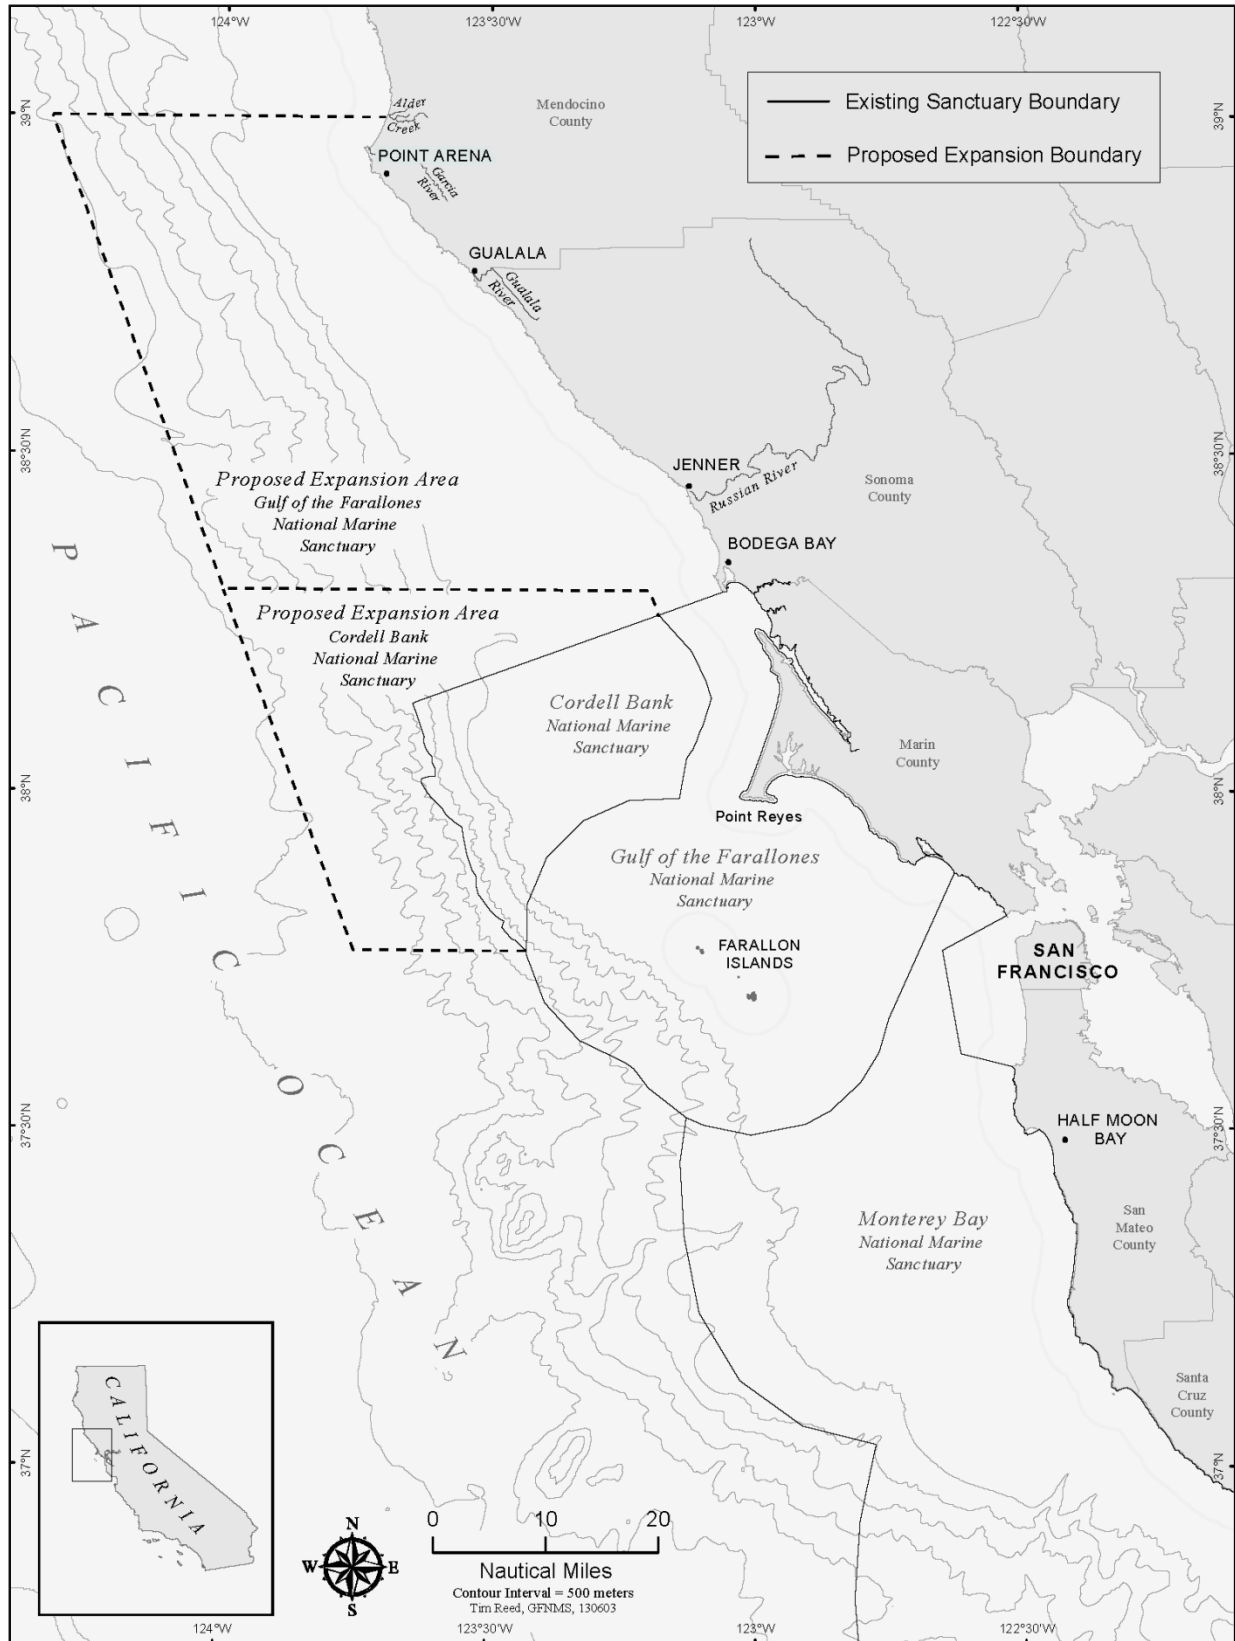 124°W
123°30'W
123°W
122°30'W
39°N
39°N
Existing Sanctuary Boundary
Proposed Expansion Boundary
Mendocino
County
Alder
Creek
POINT ARENA
Garcia
River
GUALALA
Gualala
River
38°30'N
38°30'N
JENNER
Russian River
Sonoma
County
BODEGA BAY
Proposed Expansion Area
Gulf of the Farallones
National Marine
Sanctuary
Proposed Expansion Area
Cordell Bank
National Marine
Sanctuary
Cordell Bank
National Marine
Sanctuary
Marin
County
38°N
38°N
Point Reyes
Gulf of the Farallones
National Marine
Sanctuary
FARALLON
ISLANDS
SAN
FRANCISCO
PACIFIC OCEAN
37°30'N
37°30'N
HALF MOON
BAY
Monterey Bay
National Marine
Sanctuary
San
Mateo
County
Santa
Cruz
County
37°N
37°N
CALIFORNIA
N
W E
S
0 10 20
Nautical Miles
Contour Interval = 500 meters
Tim Reed, GFNMS, 130603
124°W
123°30'W
123°W
122°30'W